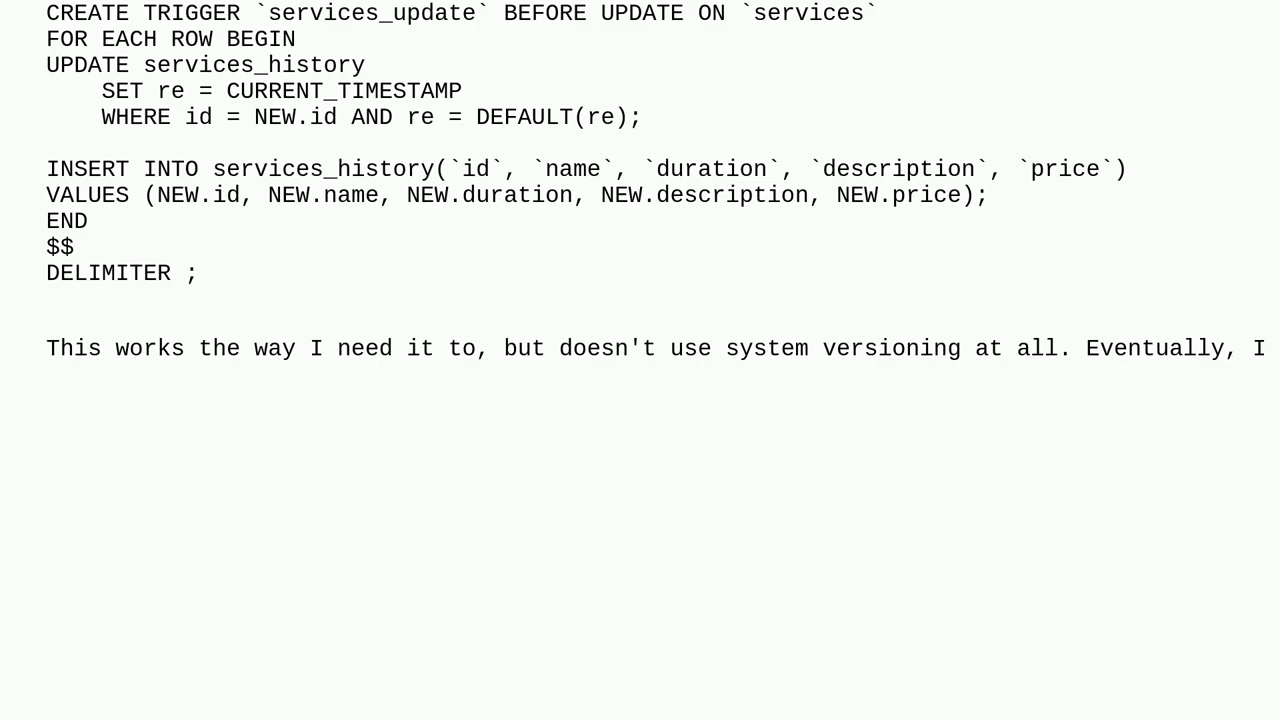 CREATE TRIGGER `services_update` BEFORE UPDATE ON `services`
FOR EACH ROW BEGIN
UPDATE services_history
    SET re = CURRENT_TIMESTAMP
    WHERE id = NEW.id AND re = DEFAULT(re);

INSERT INTO services_history(`id`, `name`, `duration`, `description`, `price`)
VALUES (NEW.id, NEW.name, NEW.duration, NEW.description, NEW.price);
END
$$
DELIMITER ;

This works the way I need it to, but doesn't use system versioning at all. Eventually, I